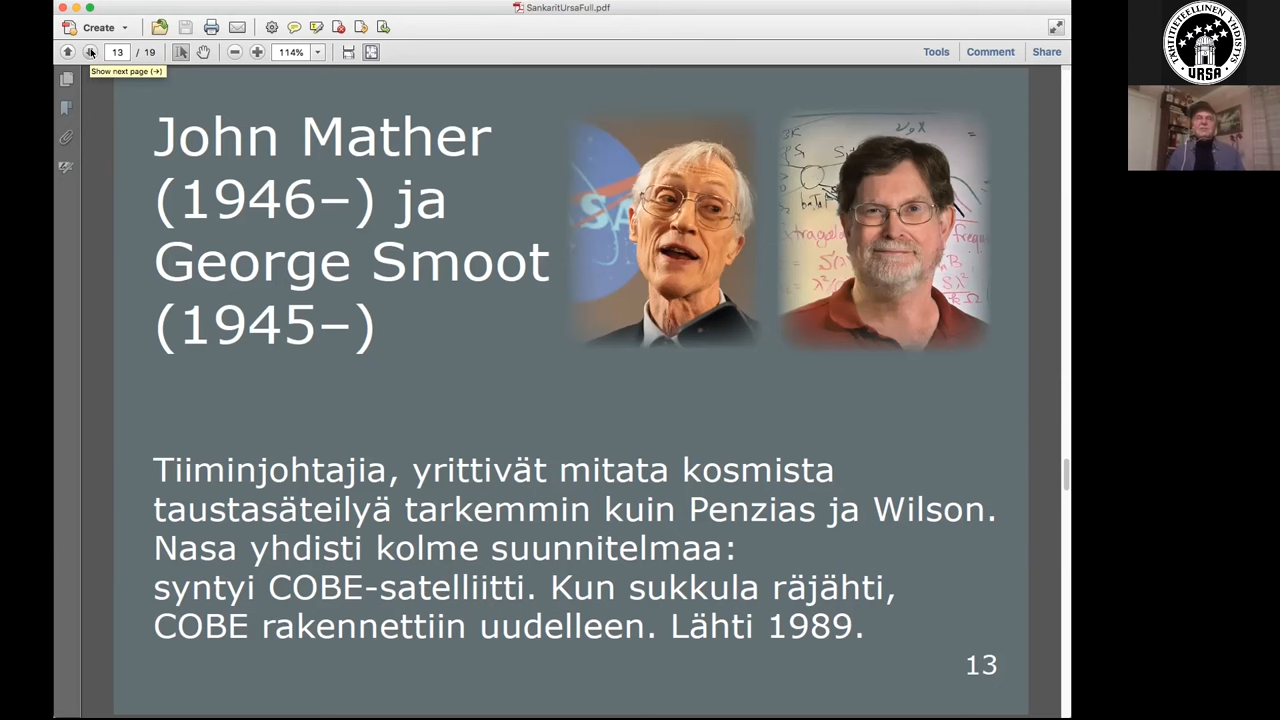 SankaritUrsaFull.pdf
Create
13 / 19
114%
Tools
Comment
Share
Show next page (→)
TÄHTITIETEELLINEN YHDISTYS
URSA
John Mather
(1946–) ja
George Smoot
(1945–)
Tiiminjohtajia, yrittivät mitata kosmista
taustasäteilyä tarkemmin kuin Penzias ja Wilson.
Nasa yhdisti kolme suunnitelmaa:
syntyi COBE-satelliitti. Kun sukkula räjähti,
COBE rakennettiin uudelleen. Lähti 1989.
13